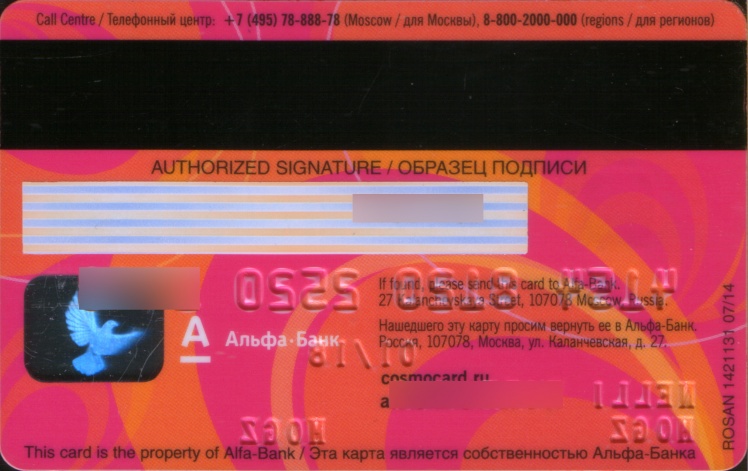 Call Centre / Телефонный центр: +7 (495) 78-888-78 (Moscow / для Москвы), 8-800-2000-000 (regions / для регионов)
AUTHORIZED SIGNATURE / ОБРАЗЕЦ ПОДПИСИ
If found, please send this card to Alfa-Bank.
27 Kalanchevskaya Street, 107078 Moscow, Russia.
А Альфа·Банк
Нашедшего эту карту просим вернуть ее в Альфа-Банк.
Россия, 107078, Москва, ул. Каланчевская, д. 27.
cosmocard.ru
This card is the property of Alfa-Bank / Эта карта является собственностью Альфа-Банка
ROSAN 1421131 07/14